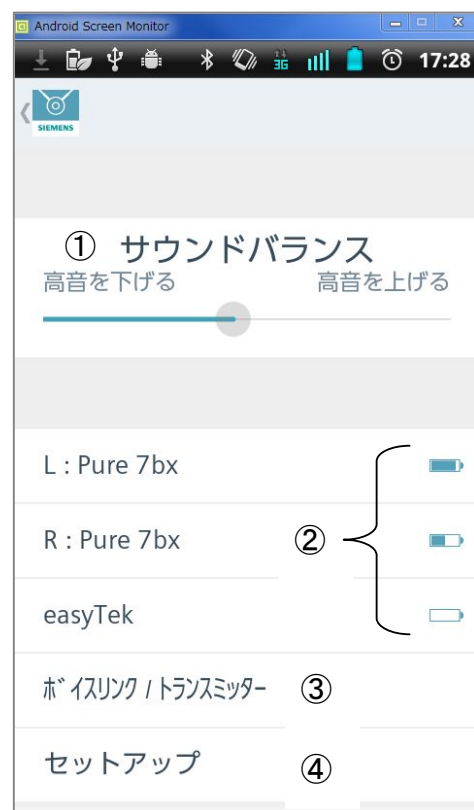 Android Screen Monitor
3G
17:28
SIEMENS
① サウンドバランス
高音を下げる 高音を上げる
L : Pure 7bx
R : Pure 7bx
②
easyTek
ﾎﾞｲｽﾘﾝｸ / ﾄﾗﾝｽﾐｯﾀｰ ③
セットアップ ④